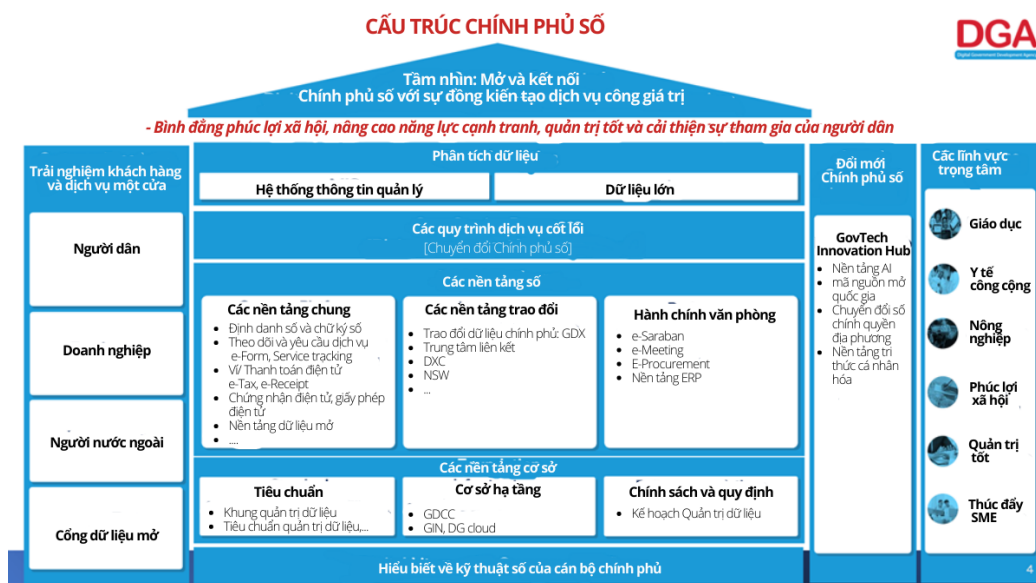 CẤU TRÚC CHÍNH PHỦ SỐ
DGA
Tầm nhìn: Mở và kết nối
Chính phủ số với sự đồng kiến tạo dịch vụ công giá trị
- Bình đẳng phúc lợi xã hội, nâng cao năng lực cạnh tranh, quản trị tốt và cải thiện sự tham gia của người dân
Trải nghiệm khách hàng
và dịch vụ một cửa
Người dân
Doanh nghiệp
Người nước ngoài
Cổng dữ liệu mở
Phân tích dữ liệu
Hệ thống thông tin quản lý
Dữ liệu lớn
Các quy trình dịch vụ cốt lõi
[Chuyển đổi Chính phủ số]
Các nền tảng số
Các nền tảng chung
• Định danh số và chữ ký số
• Theo dõi và yêu cầu dịch vụ
e-Form, Service tracking
• Ví/ Thanh toán điện tử
e-Tax, e-Receipt
• Chứng nhận điện tử, giấy phép
điện tử
• Nền tảng dữ liệu mở
• ....
Các nền tảng trao đổi
• Trao đổi dữ liệu chính phủ: GDX
• Trung tâm liên kết
• DXC
• NSW
• ...
Hành chính văn phòng
• e-Saraban
• e-Meeting
• E-Procurement
• Nền tảng ERP
Các nền tảng cơ sở
Tiêu chuẩn
• Khung quản trị dữ liệu
• Tiêu chuẩn quản trị dữ liệu,...
Cơ sở hạ tầng
• GDCC
• GIN, DG cloud
Chính sách và quy định
• Kế hoạch Quản trị dữ liệu
Hiểu biết về kỹ thuật số của cán bộ chính phủ
Đổi mới
Chính phủ số
GovTech
Innovation Hub
• Nền tảng AI
• mã nguồn mở
quốc gia
• Chuyển đổi số
chính quyền
địa phương
• Nền tảng tri
thức cá nhân
hóa
Các lĩnh vực
trọng tâm
Giáo dục
Y tế
công cộng
Nông
nghiệp
Phúc lợi
xã hội
Quản trị
tốt
Thúc đẩy
SME
4